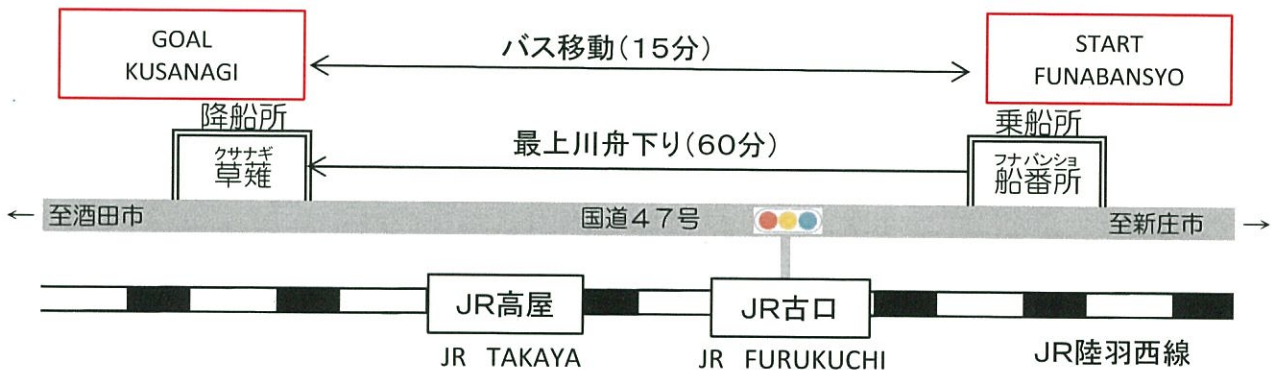 GOAL
KUSANAGI
バス移動(15分)
START
FUNABANSYO
降船所
クサナギ
草薙
最上川舟下り(60分)
乗船所
フナバンショ
船番所
← 至酒田市
国道47号
至新庄市 →
JR高屋
JR古口
JR TAKAYA
JR FURUKUCHI
JR陸羽西線